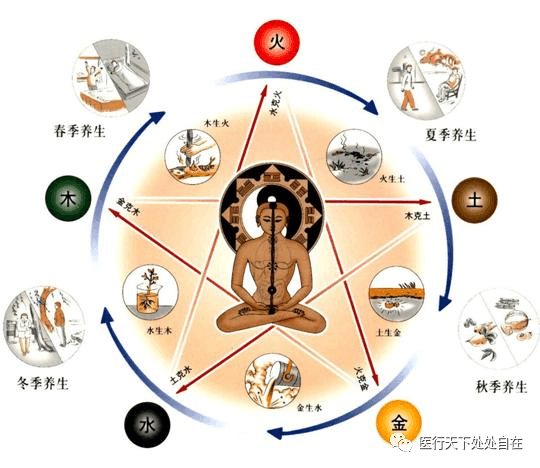 火
春季养生
夏季养生
木生火
水克火
火生土
木
金克木
木克土
土
水生木
土生金
冬季养生
土克水
火克金
秋季养生
金生水
水
金
医行天下处处自在